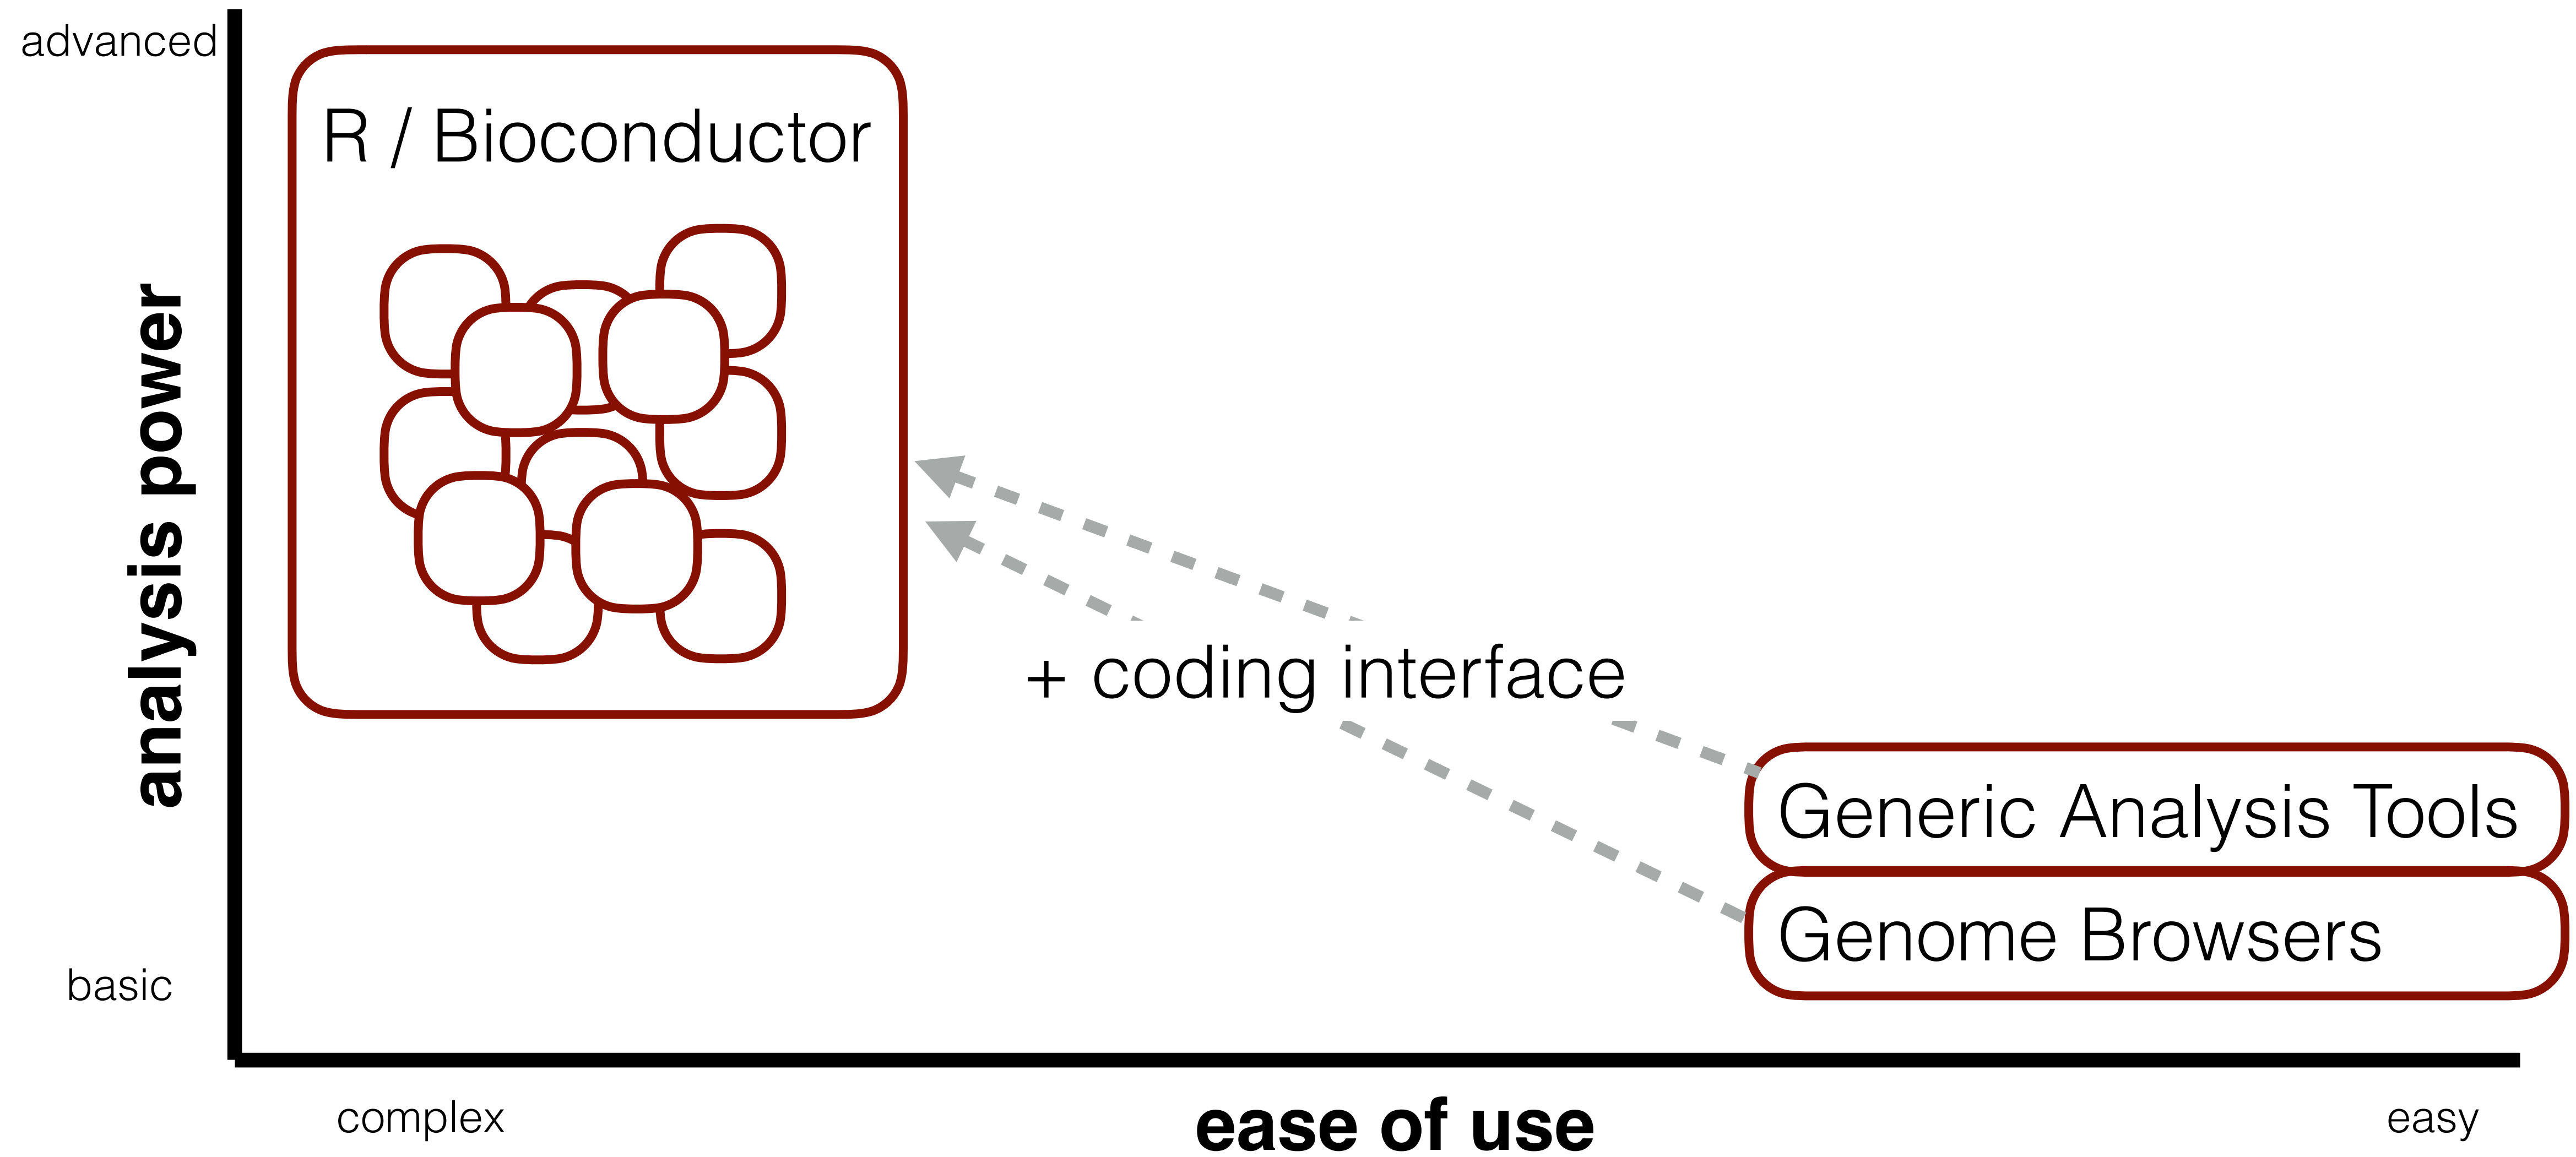 advanced
R / Bioconductor
analysis power
+ coding interface
Generic Analysis Tools
Genome Browsers
basic
complex
ease of use
easy